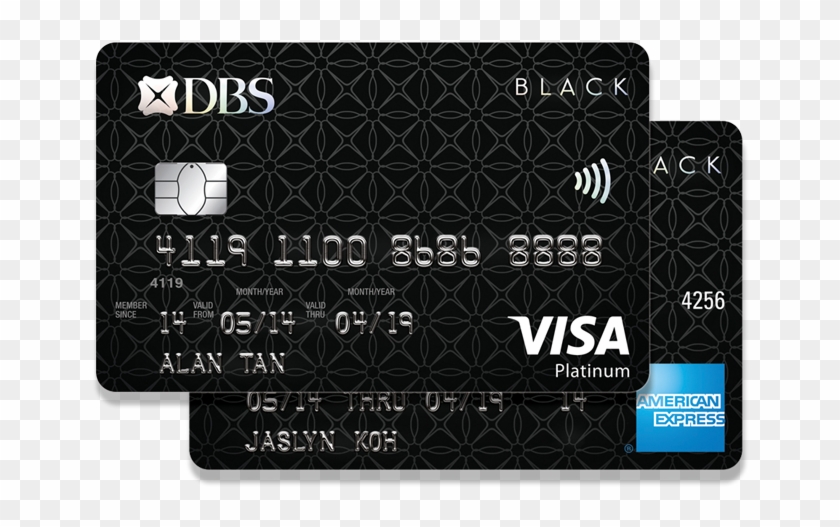 DBS
BLACK
4119 1100 8686 8888
4119
MONTH/YEAR MONTH/YEAR
MEMBER SINCE 14 VALID FROM 05/14 VALID THRU 04/19
ALAN TAN
VISA
Platinum
ACK
4256
05/14 THRU 04/19 14
JASLYN KOH
AMERICAN
EXPRESS
®